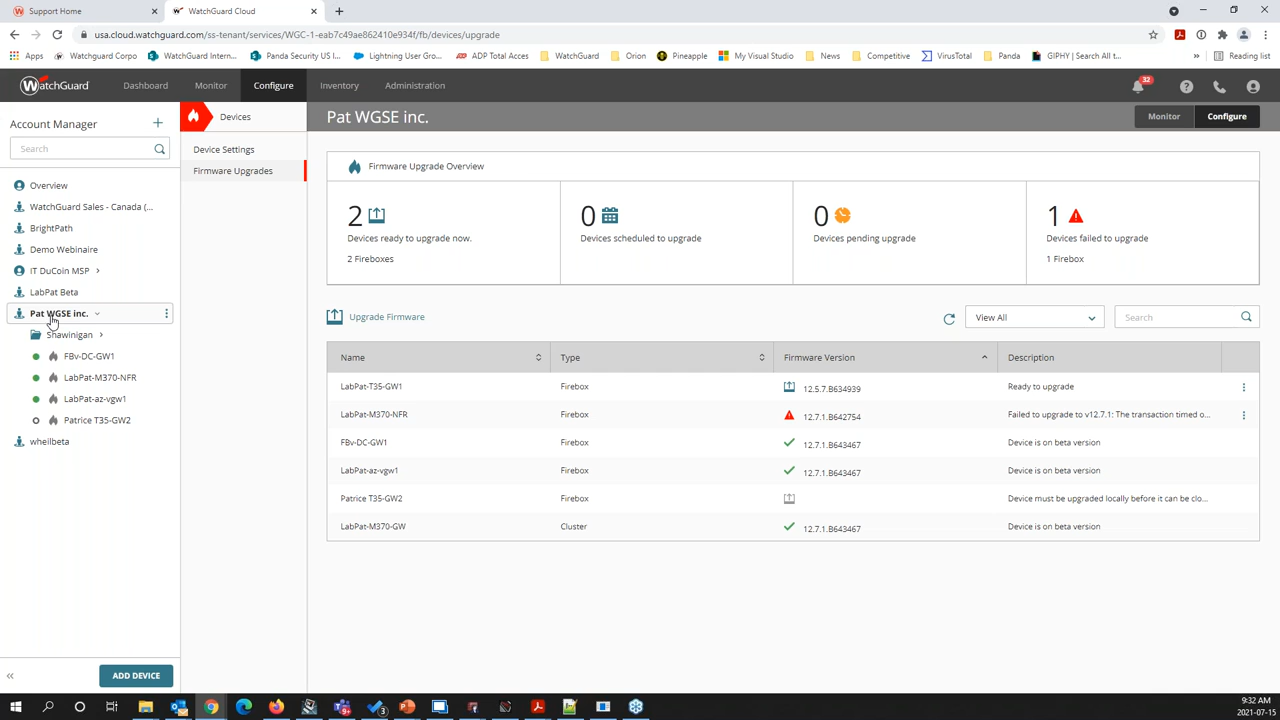 Support Home
WatchGuard Cloud
usa.cloud.watchguard.com/ss-tenant/services/WGC-1-eab7c49ae862410e934f/fb/devices/upgrade
Apps
Watchguard Corp
WatchGuard Intern...
Panda Security US I...
Lightning User Gro...
ADP Total Acces
WatchGuard
Orion
Pineapple
My Visual Studio
News
Competitive
VirusTotal
Panda
GIPHY | Search All t...
Reading list
WatchGuard
Dashboard
Monitor
Configure
Inventory
Administration
32
Account Manager
Search
Overview
WatchGuard Sales - Canada (...
BrightPath
Demo Webinaire
IT DuCoin MSP
LabPat Beta
Pat WGSE inc.
Shawinigan
FBv-DC-GW1
LabPat-M370-NFR
LabPat-az-vgw1
Patrice T35-GW2
wheilbeta
ADD DEVICE
Devices
Device Settings
Firmware Upgrades
Pat WGSE inc.
Monitor
Configure
Firmware Upgrade Overview
2
Devices ready to upgrade now.
2 Fireboxes
0
Devices scheduled to upgrade
0
Devices pending upgrade
1
Devices failed to upgrade
1 Firebox
Upgrade Firmware
View All
Search
Name Type Firmware Version Description
LabPat-T35-GW1 Firebox 12.5.7.B634939 Ready to upgrade
LabPat-M370-NFR Firebox 12.7.1.B642754 Failed to upgrade to v12.7.1: The transaction timed o...
FBv-DC-GW1 Firebox 12.7.1.B643467 Device is on beta version
LabPat-az-vgw1 Firebox 12.7.1.B643467 Device is on beta version
Patrice T35-GW2 Firebox Device must be upgraded locally before it can be clo...
LabPat-M370-GW Cluster 12.7.1.B643467 Device is on beta version
9:32 AM
2021-07-15